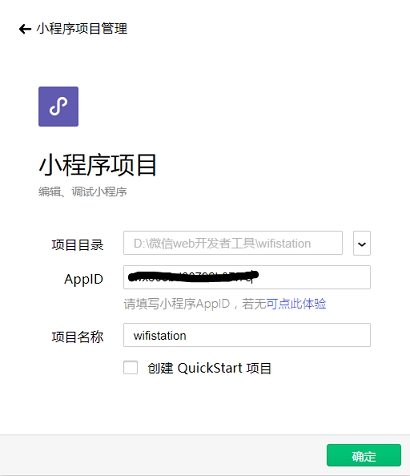 小程序项目管理
小程序项目
编辑、调试小程序
项目目录 D:\微信web开发者工具\wifistation
AppID
请填写小程序AppID，若无可点此体验
项目名称 wifistation
创建 QuickStart 项目
确定